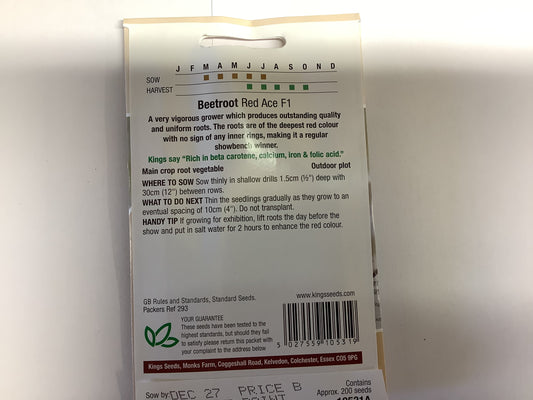 J F M A M J J A S O N D
SOW
HARVEST
Beetroot Red Ace F1
A very vigorous grower which produces outstanding quality
and uniform roots. The roots are of the deepest red colour
with no sign of any inner rings, making it a regular
showbench winner.
Kings say “Rich in beta carotene, calcium, iron & folic acid.”
Main crop root vegetable Outdoor plot
WHERE TO SOW Sow thinly in shallow drills 1.5cm (½") deep with
30cm (12") between rows.
WHAT TO DO NEXT Thin the seedlings gradually as they grow to an
eventual spacing of 10cm (4"). Do not transplant.
HANDY TIP If growing for exhibition, lift roots the day before the
show and put in salt water for 2 hours to enhance the red colour.
www.kingsseeds.com
GB Rules and Standards, Standard Seeds.
Packers Ref 293
YOUR GUARANTEE
These seeds have been tested to the
highest standards, but should they fail
to satisfy please return this packet with
your complaint to the address below
5 027559 105319
Kings Seeds, Monks Farm, Coggeshall Road, Kelvedon, Colchester, Essex CO5 9PG
Sow by: DEC 27 PRICE B
Contains
Approx. 200 seeds